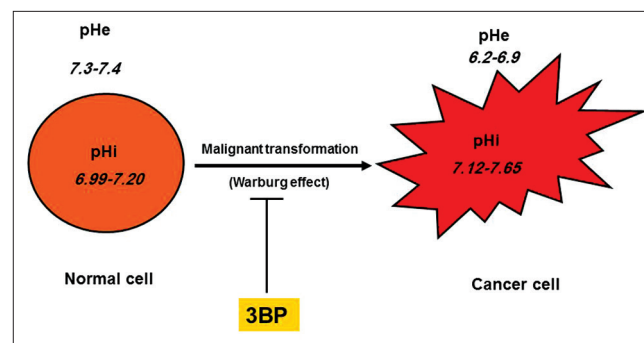 pHe
7.3-7.4
pHi
6.99-7.20
Normal cell
Malignant transformation
(Warburg effect)
3BP
pHe
6.2-6.9
pHi
7.12-7.65
Cancer cell